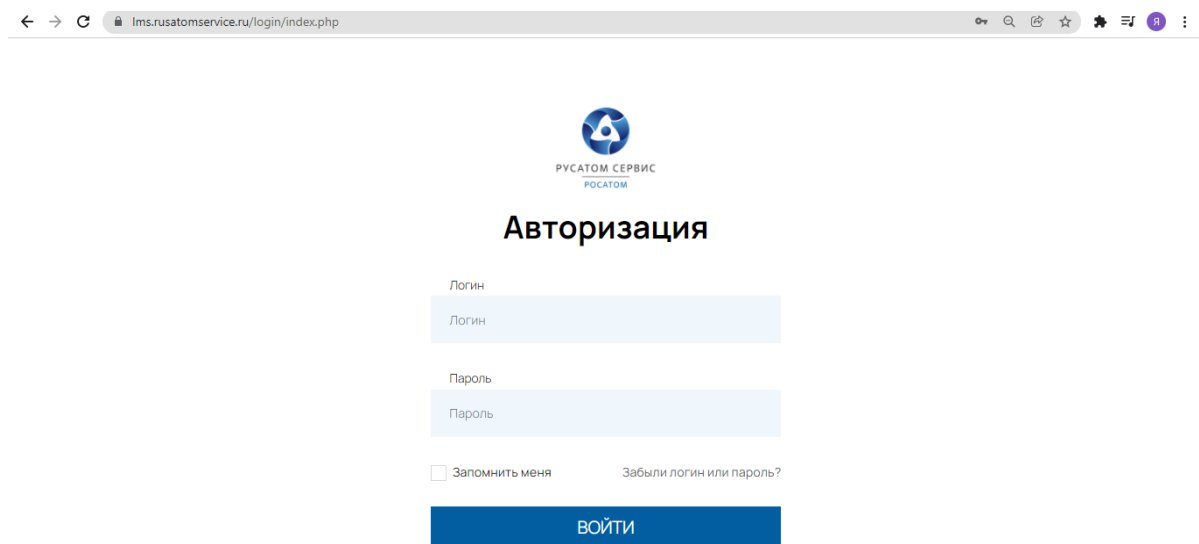 lms.rusatomservice.ru/login/index.php
Я
РУСАТОМ СЕРВИС
РОСАТОМ
Авторизация
Логин
Логин
Пароль
Пароль
Запомнить меня Забыли логин или пароль?
ВОЙТИ